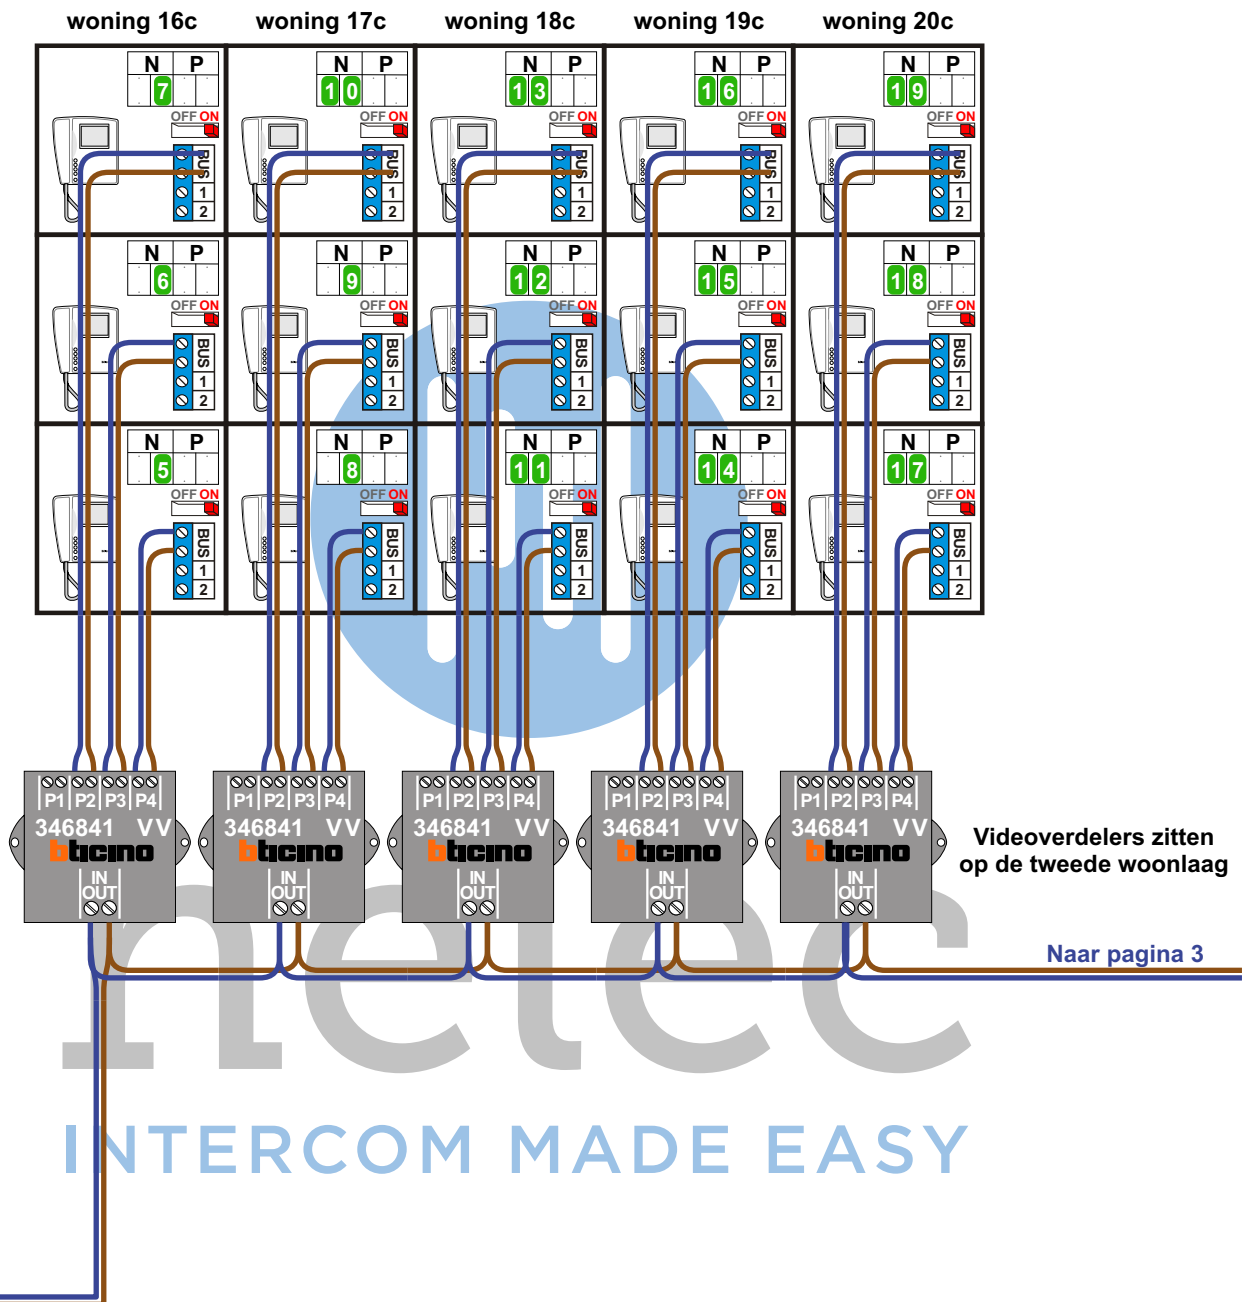 woning 16c woning 17c woning 18c woning 19c woning 20c
N P N P N P N P N P
7 10 13 16 19
OFF ON OFF ON OFF ON OFF ON OFF ON
BUS BUS BUS BUS BUS
1 1 1 1 1
2 2 2 2 2
N P N P N P N P N P
6 9 12 15 18
OFF ON OFF ON OFF ON OFF ON OFF ON
BUS BUS BUS BUS BUS
1 1 1 1 1
2 2 2 2 2
N P N P N P N P N P
5 8 11 14 17
OFF ON OFF ON OFF ON OFF ON OFF ON
BUS BUS BUS BUS BUS
1 1 1 1 1
2 2 2 2 2
P1 P2 P3 P4 P1 P2 P3 P4 P1 P2 P3 P4 P1 P2 P3 P4 P1 P2 P3 P4
346841 VV 346841 VV 346841 VV 346841 VV 346841 VV
bticino bticino bticino bticino bticino
IN IN IN IN IN
OUT OUT OUT OUT OUT
Videoverdelers zitten
op de tweede woonlaag
Naar pagina 3
nelec
INTERCOM MADE EASY